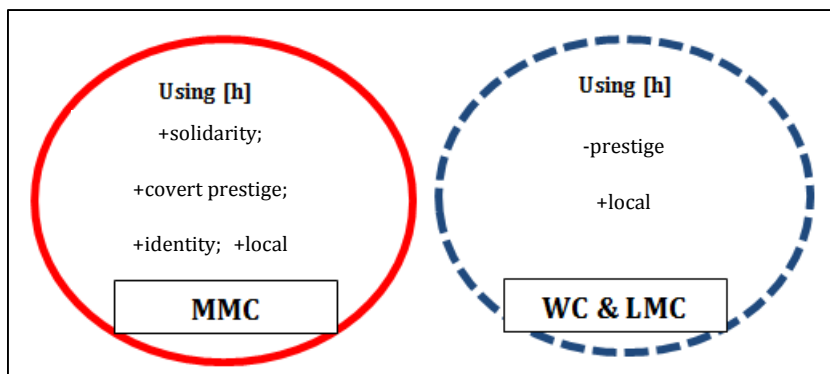 Using [h]
+solidarity;
+covert prestige;
+identity; +local
MMC
Using [h]
-prestige
+local
WC & LMC